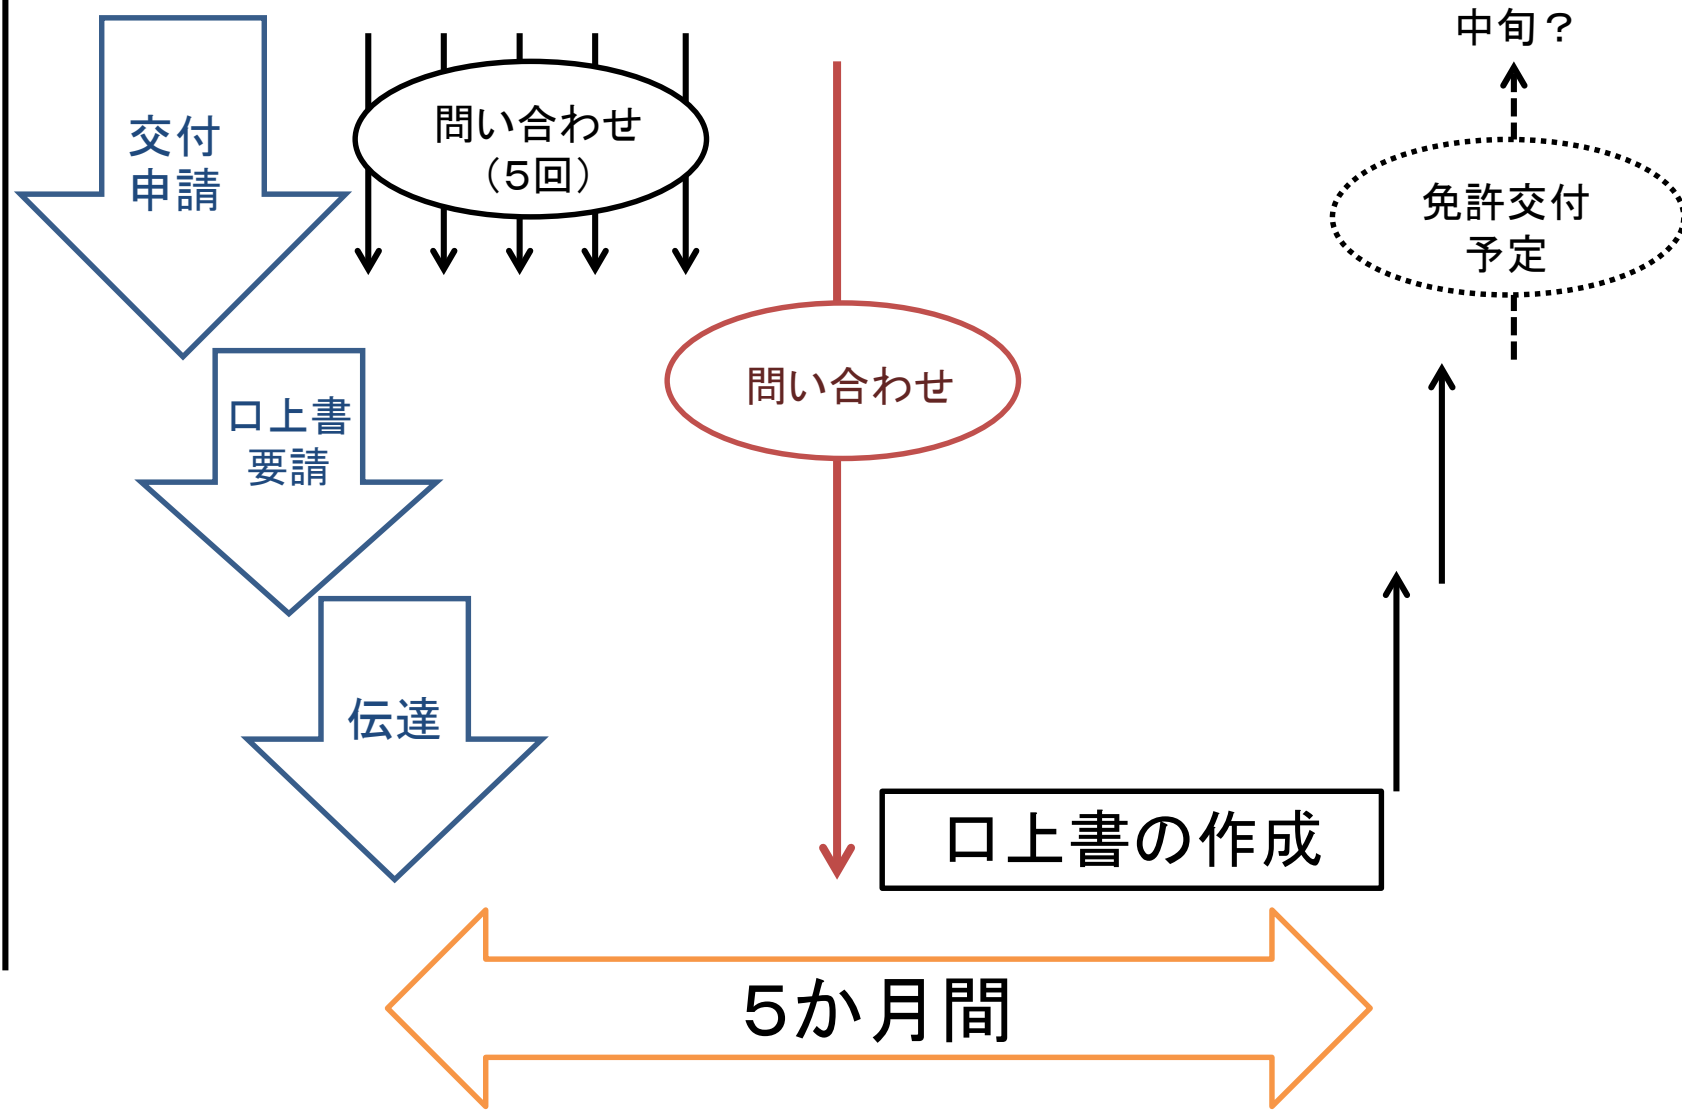 中旬？
交付
申請
問い合わせ
（５回）
免許交付
予定
口上書
要請
問い合わせ
伝達
口上書の作成
５か月間